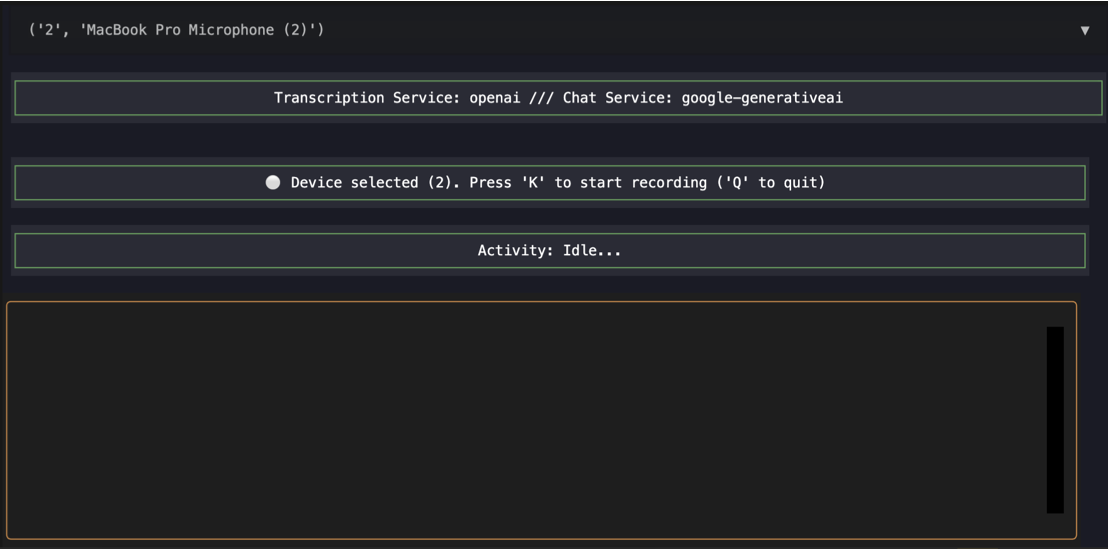 ('2', 'MacBook Pro Microphone (2)') ▼
Transcription Service: openai /// Chat Service: google-generativeai
⚪ Device selected (2). Press 'K' to start recording ('Q' to quit)
Activity: Idle...